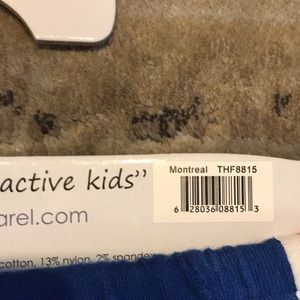 active kids"
Montreal THF8815
arel.com
6 28036 08815 3
cotton, 13% nylon, 2% spandex